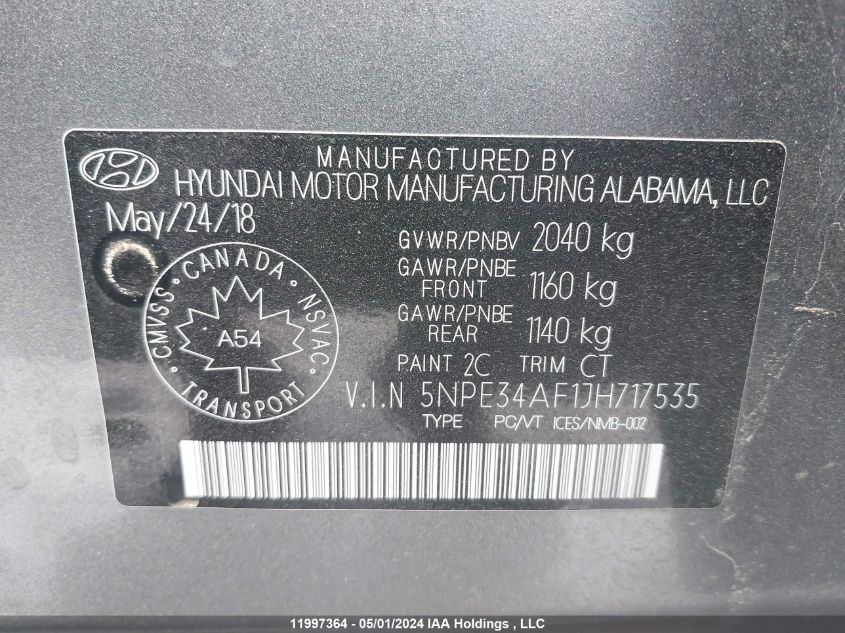 MANUFACTURED BY
HYUNDAI MOTOR MANUFACTURING ALABAMA, LLC
May/24/18
GVWR/PNBV 2040 kg
GAWR/PNBE
FRONT 1160 kg
GAWR/PNBE
REAR 1140 kg
PAINT 2C TRIM CT
V.I.N 5NPE34AF1JH717535
TYPE PC/VT ICES/NMB-002
CMVSS • CANADA • NSVAC
A54
• TRANSPORT •
11997364 - 05/01/2024 IAA Holdings , LLC